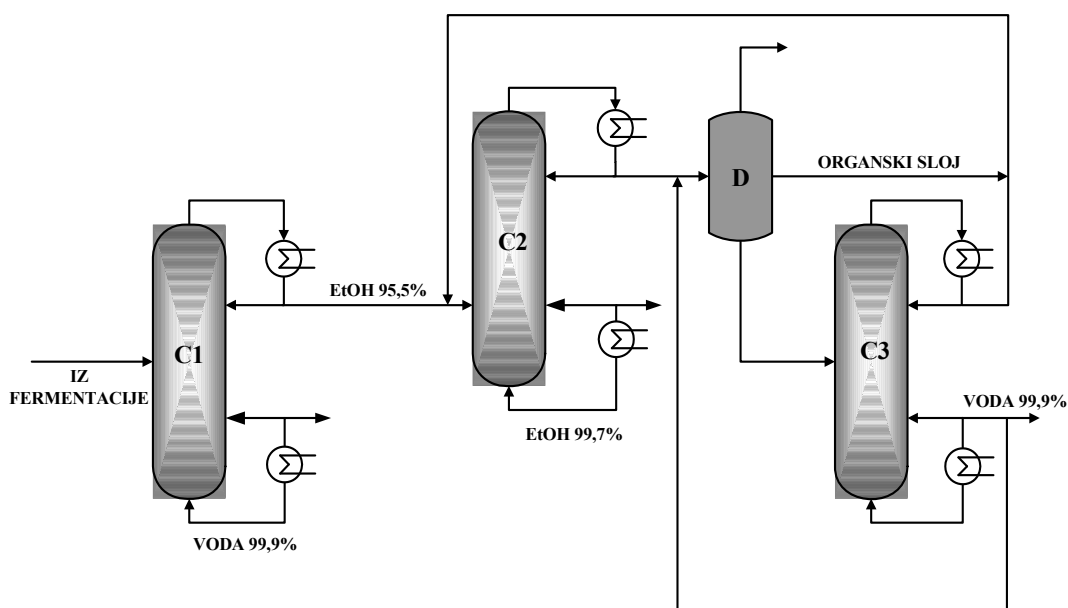 D
ORGANSKI SLOJ
C2
C1
EtOH 95,5%
C3
IZ
FERMENTACIJE
VODA 99,9%
EtOH 99,7%
VODA 99,9%